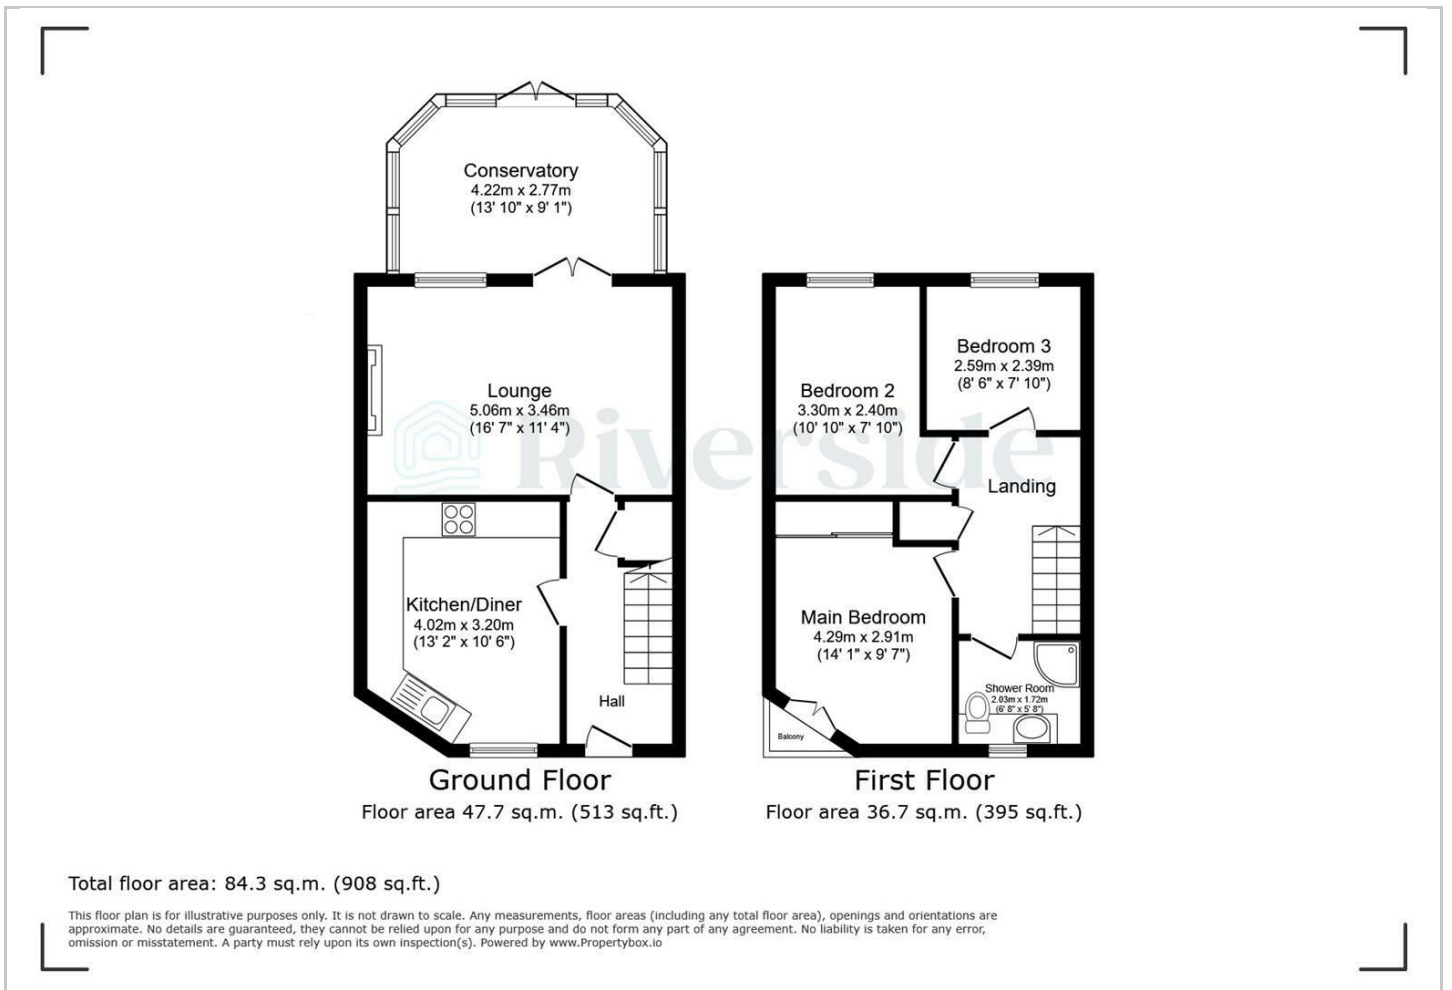 Conservatory
4.22m x 2.77m
(13' 10" x 9' 1")
Lounge
5.06m x 3.46m
(16' 7" x 11' 4")
Kitchen/Diner
4.02m x 3.20m
(13' 2" x 10' 6")
Hall
Ground Floor
Floor area 47.7 sq.m. (513 sq.ft.)
Bedroom 3
2.59m x 2.39m
(8' 6" x 7' 10")
Bedroom 2
3.30m x 2.40m
(10' 10" x 7' 10")
Riverside
Landing
Main Bedroom
4.29m x 2.91m
(14' 1" x 9' 7")
Shower Room
2.03m x 1.72m
(6' 8" x 5' 8")
Balcony
First Floor
Floor area 36.7 sq.m. (395 sq.ft.)
Total floor area: 84.3 sq.m. (908 sq.ft.)
This floor plan is for illustrative purposes only. It is not drawn to scale. Any measurements, floor areas (including any total floor area), openings and orientations are
approximate. No details are guaranteed, they cannot be relied upon for any purpose and do not form any part of any agreement. No liability is taken for any error,
omission or misstatement. A party must rely upon its own inspection(s). Powered by www.Propertybox.io